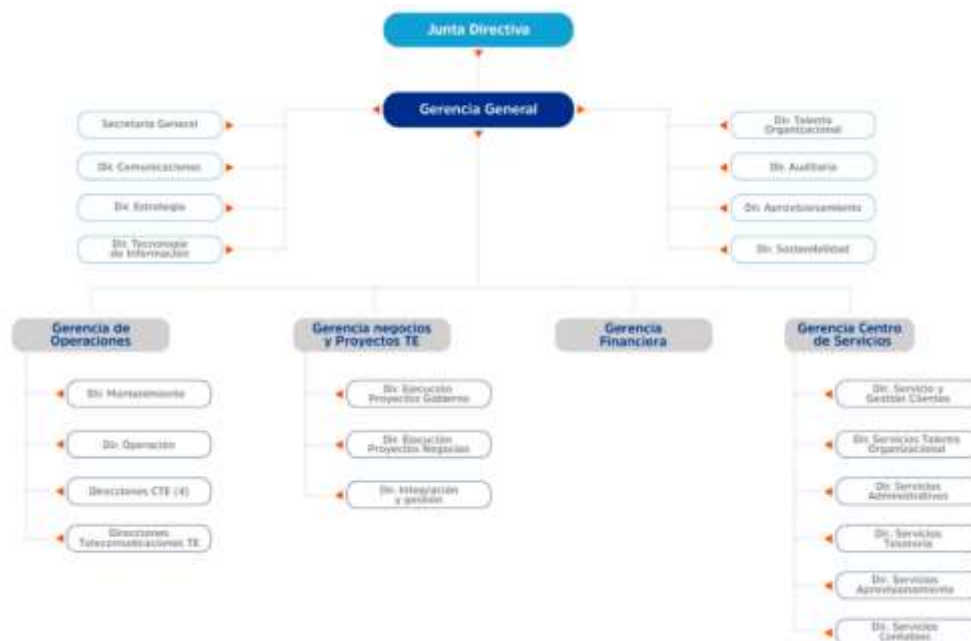 Junta Directiva
Gerencia General
Secretaria General
Dir. Comunicaciones
Dir. Estrategia
Dir. Tecnología
de Información
Dir. Talento
Organizacional
Dir. Auditoria
Dir. Aprovisionamiento
Dir. Sostenibilidad
Gerencia de
Operaciones
Dir. Mantenimiento
Dir. Operación
Direcciones CTE (4)
Direcciones
Telecomunicaciones TE
Gerencia negocios
y Proyectos TE
Dir. Ejecución
Proyectos Gobierno
Dir. Ejecución
Proyectos Negocios
Dir. Integración
y gestión
Gerencia
Financiera
Gerencia Centro
de Servicios
Dir. Servicio y
Gestión Clientes
Dir. Servicios Talento
Organizacional
Dir. Servicios
Administrativos
Dir. Servicios
Tesorería
Dir. Servicios
Aprovisionamiento
Dir. Servicios
Contables